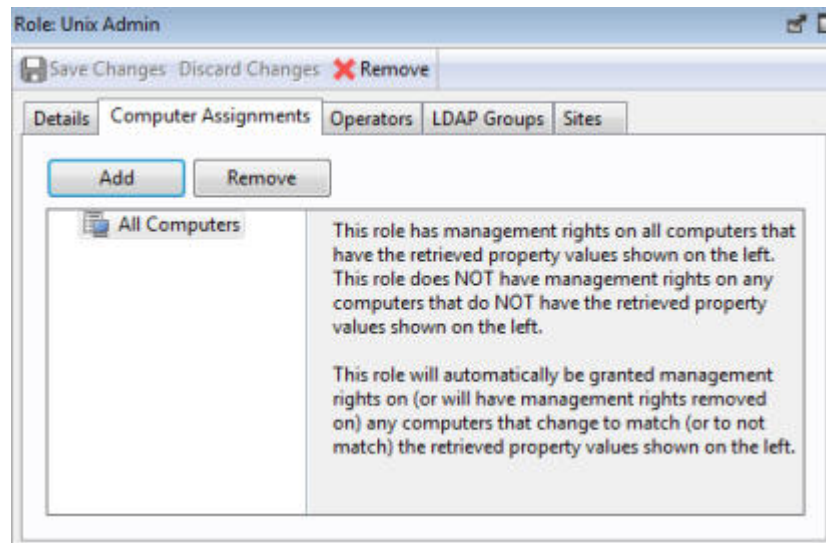 Role: Unix Admin
Save Changes Discard Changes Remove
Details Computer Assignments Operators LDAP Groups Sites
Add Remove
All Computers
This role has management rights on all computers that
have the retrieved property values shown on the left.
This role does NOT have management rights on any
computers that do NOT have the retrieved property
values shown on the left.
This role will automatically be granted management
rights on (or will have management rights removed
on) any computers that change to match (or to not
match) the retrieved property values shown on the left.